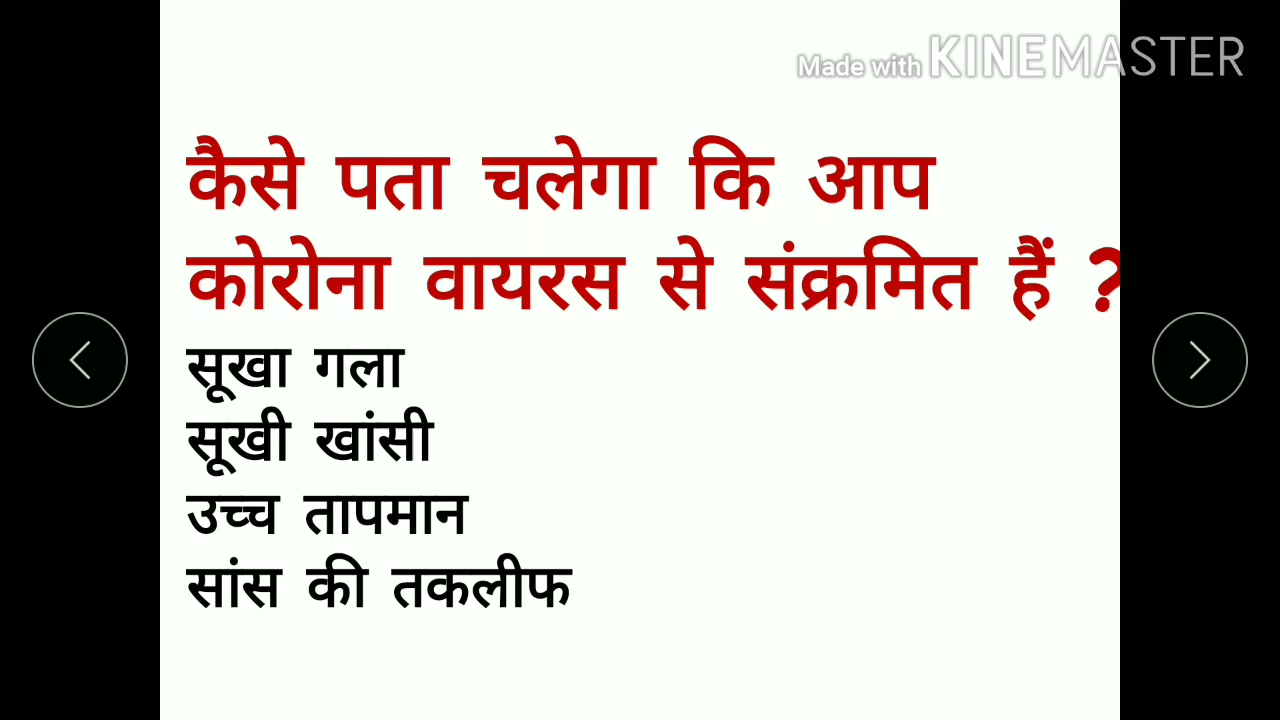 Made with KINEMASTER
कैसे पता चलेगा कि आप
कोरोना वायरस से संक्रमित हैं ?
सूखा गला
सूखी खांसी
उच्च तापमान
सांस की तकलीफ